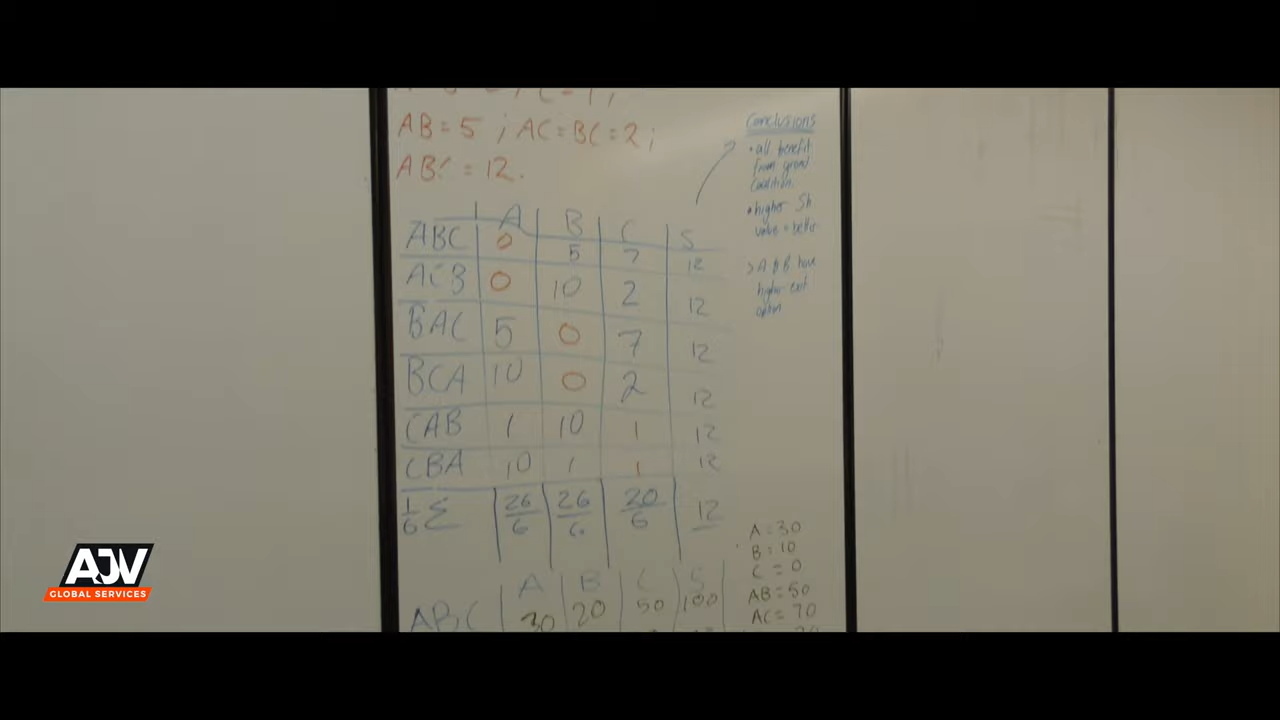 AB = 5 ; AC = BC = 2 ;
ABC = 12.
A B C S
ABC 0 5 7 12
ACB 0 10 2 12
BAC 5 0 7 12
BCA 10 0 2 12
CAB 1 10 1 12
CBA 10 1 1 12
1/6 Σ 26/6 26/6 20/6 12
A B C S
ABC 30 20 50 100
Conclusions
• all benefit
from grand
coalition.
• higher Sh
value = better
> A & B have
higher exit
option
A = 30
B = 10
C = 0
AB = 50
AC = 70
AJV
GLOBAL SERVICES